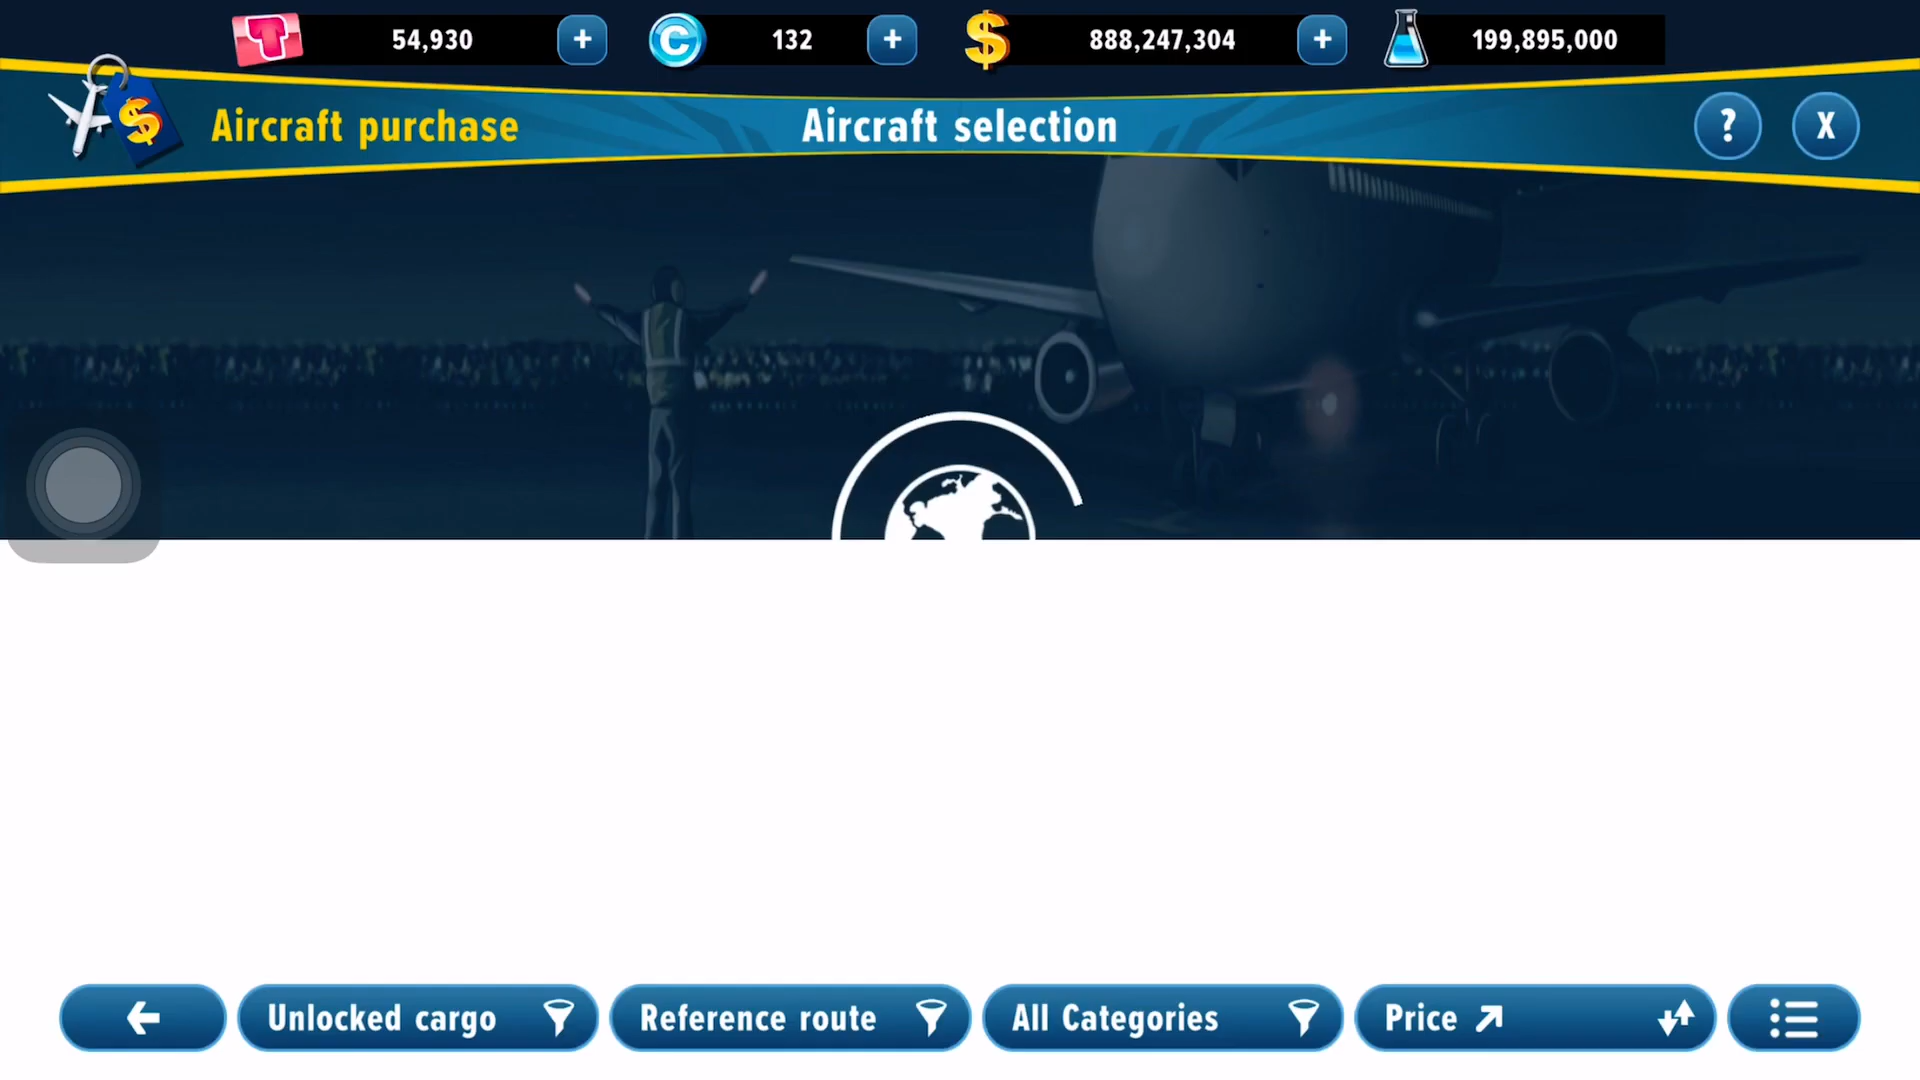 54,930
132
888,247,304
199,895,000
Aircraft purchase
Aircraft selection
?
X
Unlocked cargo
Reference route
All Categories
Price